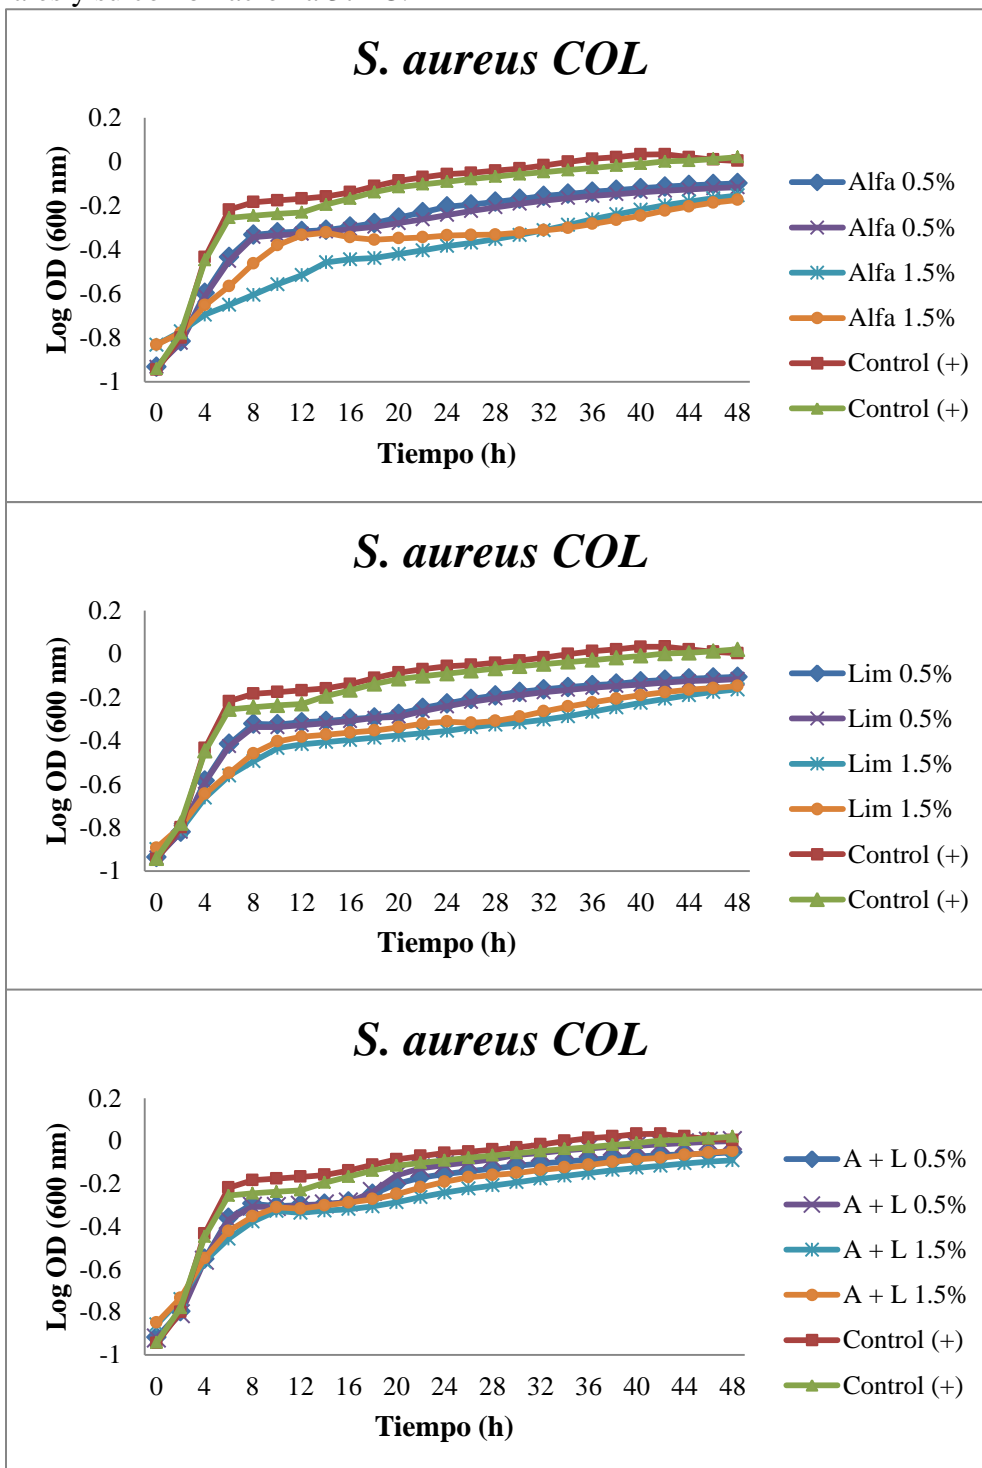 S. aureus COL
0.2
0
-0.2
-0.4
-0.6
-0.8
-1
Log OD (600 nm)
0 4 8 12 16 20 24 28 32 36 40 44 48
Tiempo (h)
Alfa 0.5%
Alfa 0.5%
Alfa 1.5%
Alfa 1.5%
Control (+)
Control (+)
S. aureus COL
0.2
0
-0.2
-0.4
-0.6
-0.8
-1
Log OD (600 nm)
0 4 8 12 16 20 24 28 32 36 40 44 48
Tiempo (h)
Lim 0.5%
Lim 0.5%
Lim 1.5%
Lim 1.5%
Control (+)
Control (+)
S. aureus COL
0.2
0
-0.2
-0.4
-0.6
-0.8
-1
Log OD (600 nm)
0 4 8 12 16 20 24 28 32 36 40 44 48
Tiempo (h)
A + L 0.5%
A + L 0.5%
A + L 1.5%
A + L 1.5%
Control (+)
Control (+)